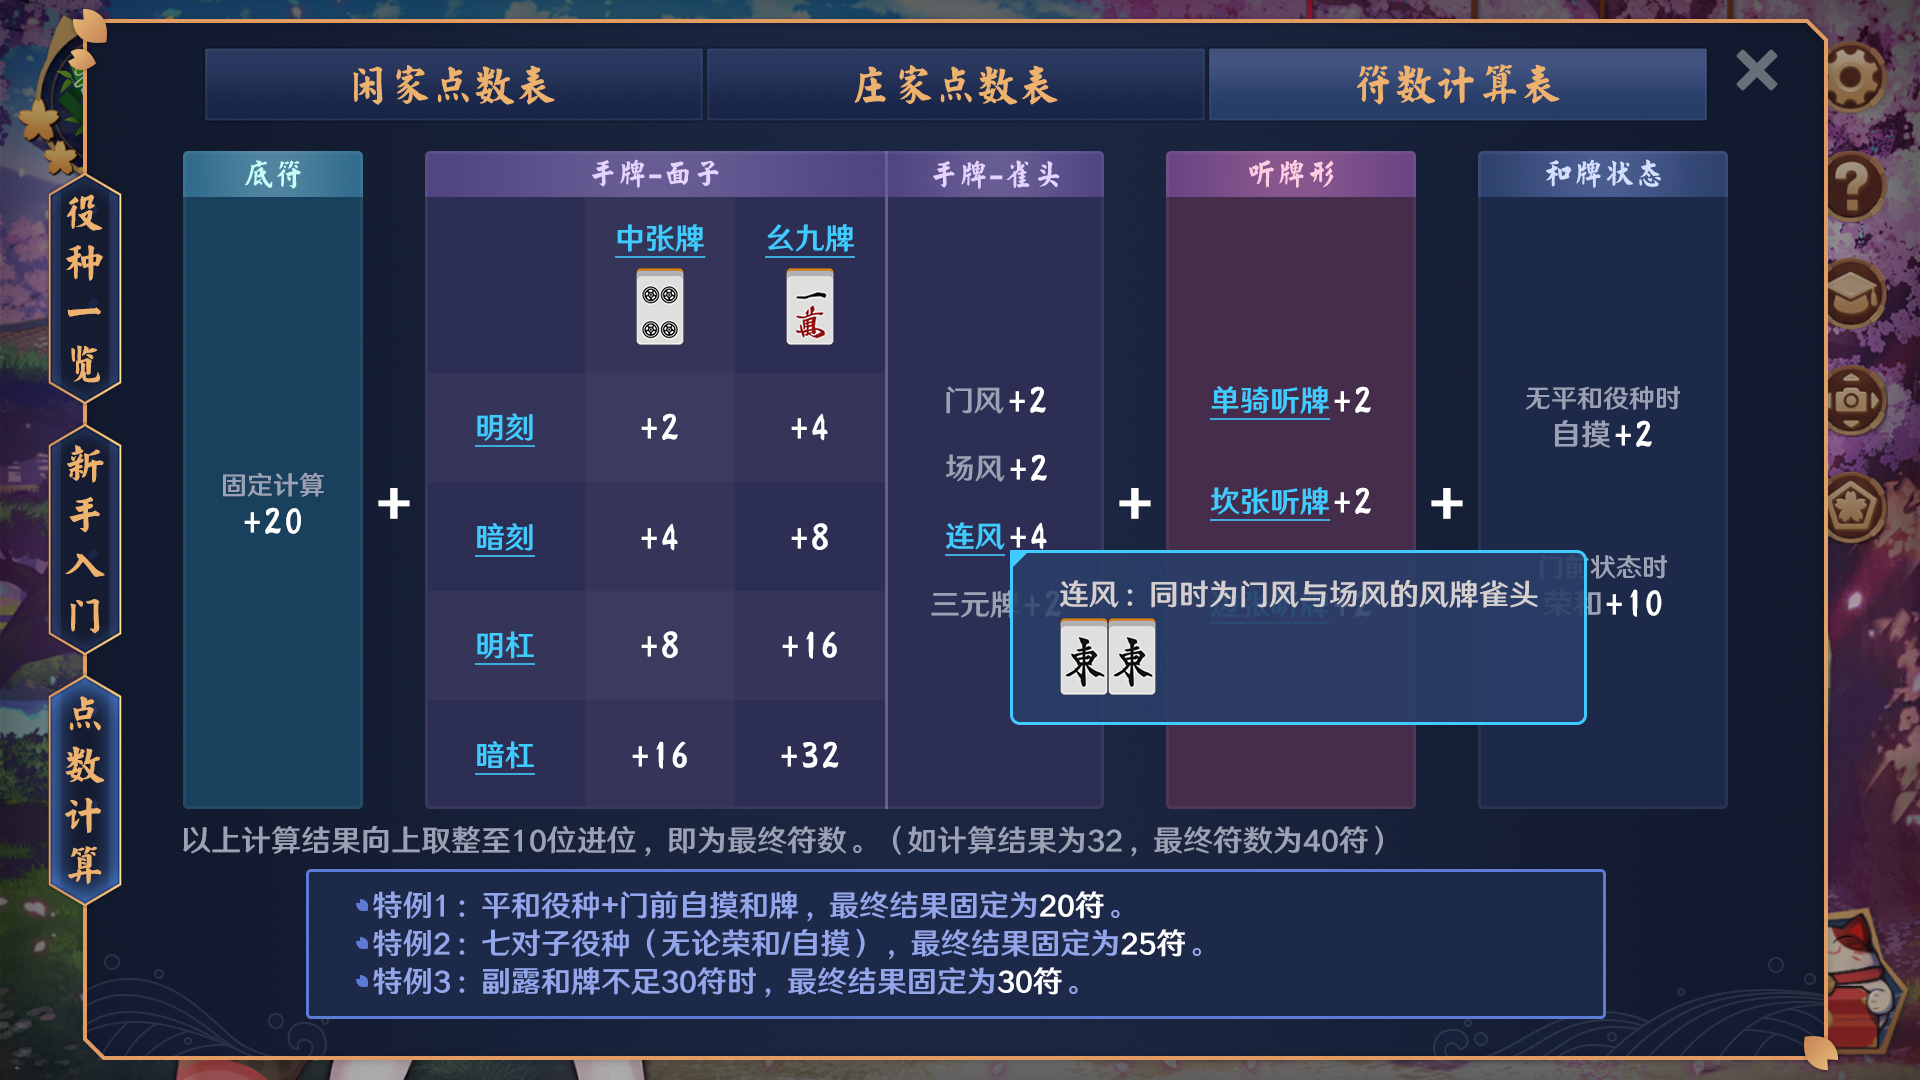 闲家点数表
庄家点数表
符数计算表
役种一览
新手入门
点数计算
底符
固定计算
+20
+
手牌-面子
中张牌
幺九牌
一萬
明刻
+2
+4
暗刻
+4
+8
明杠
+8
+16
暗杠
+16
+32
手牌-雀头
门风+2
场风+2
连风+4
三元牌+2
连风：同时为门风与场风的风牌雀头
東東
+
听牌形
单骑听牌+2
坎张听牌+2
边张听牌+2
+
和牌状态
无平和役种时
自摸+2
门前状态时
荣和+10
以上计算结果向上取整至10位进位，即为最终符数。（如计算结果为32，最终符数为40符）
特例1：平和役种+门前自摸和牌，最终结果固定为20符。
特例2：七对子役种（无论荣和/自摸），最终结果固定为25符。
特例3：副露和牌不足30符时，最终结果固定为30符。